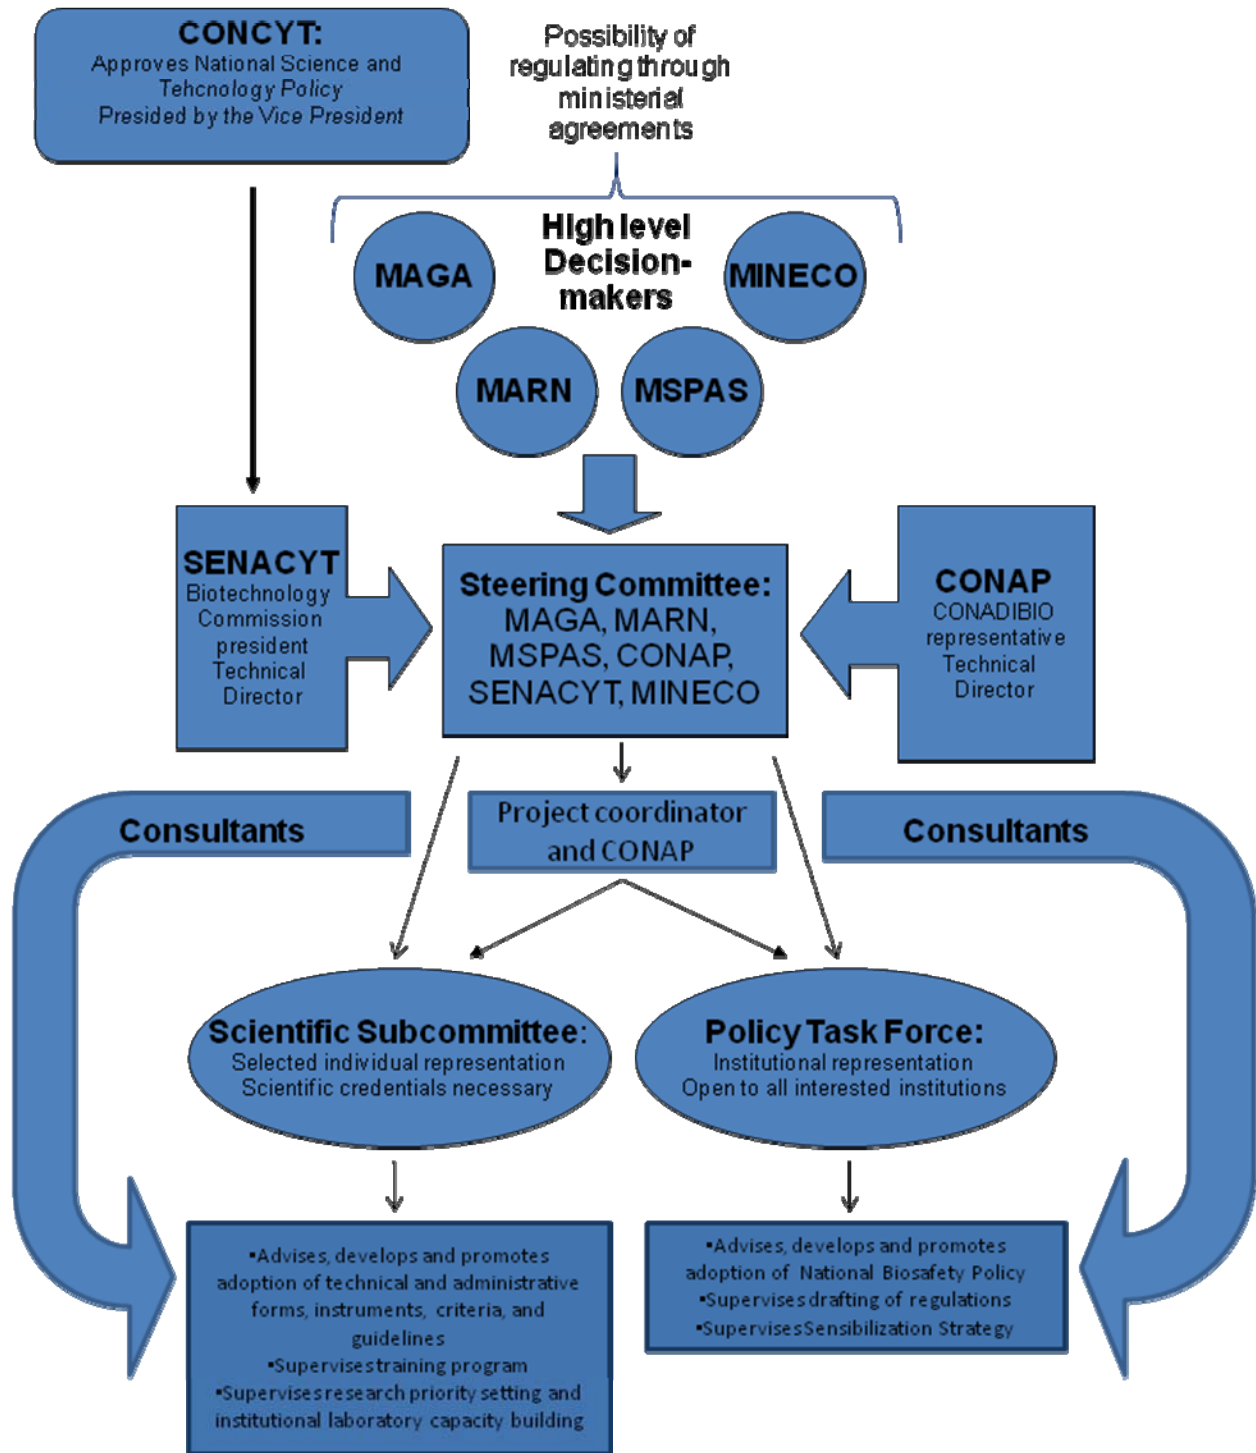 CONCYT:
Approves National Science and
Tehcnology Policy
Presided by the Vice President
Possibility of
regulating through
ministerial
agreements
High level
Decision-
makers
MAGA
MINECO
MARN
MSPAS
SENACYT
Biotechnology
Commission
president
Technical
Director
Steering Committee:
MAGA, MARN,
MSPAS, CONAP,
SENACYT, MINECO
CONAP
CONADIBIO
representative
Technical
Director
Consultants
Project coordinator
and CONAP
Consultants
Scientific Subcommittee:
Selected individual representation
Scientific credentials necessary
Policy Task Force:
Institutional representation
Open to all interested institutions
▪Advises, develops and promotes
adoption of technical and administrative
forms, instruments, criteria, and
guidelines
▪Supervises training program
▪Supervises research priority setting and
institutional laboratory capacity building
▪Advises, develops and promotes
adoption of National Biosafety Policy
▪Supervises drafting of regulations
▪Supervises Sensibilization Strategy